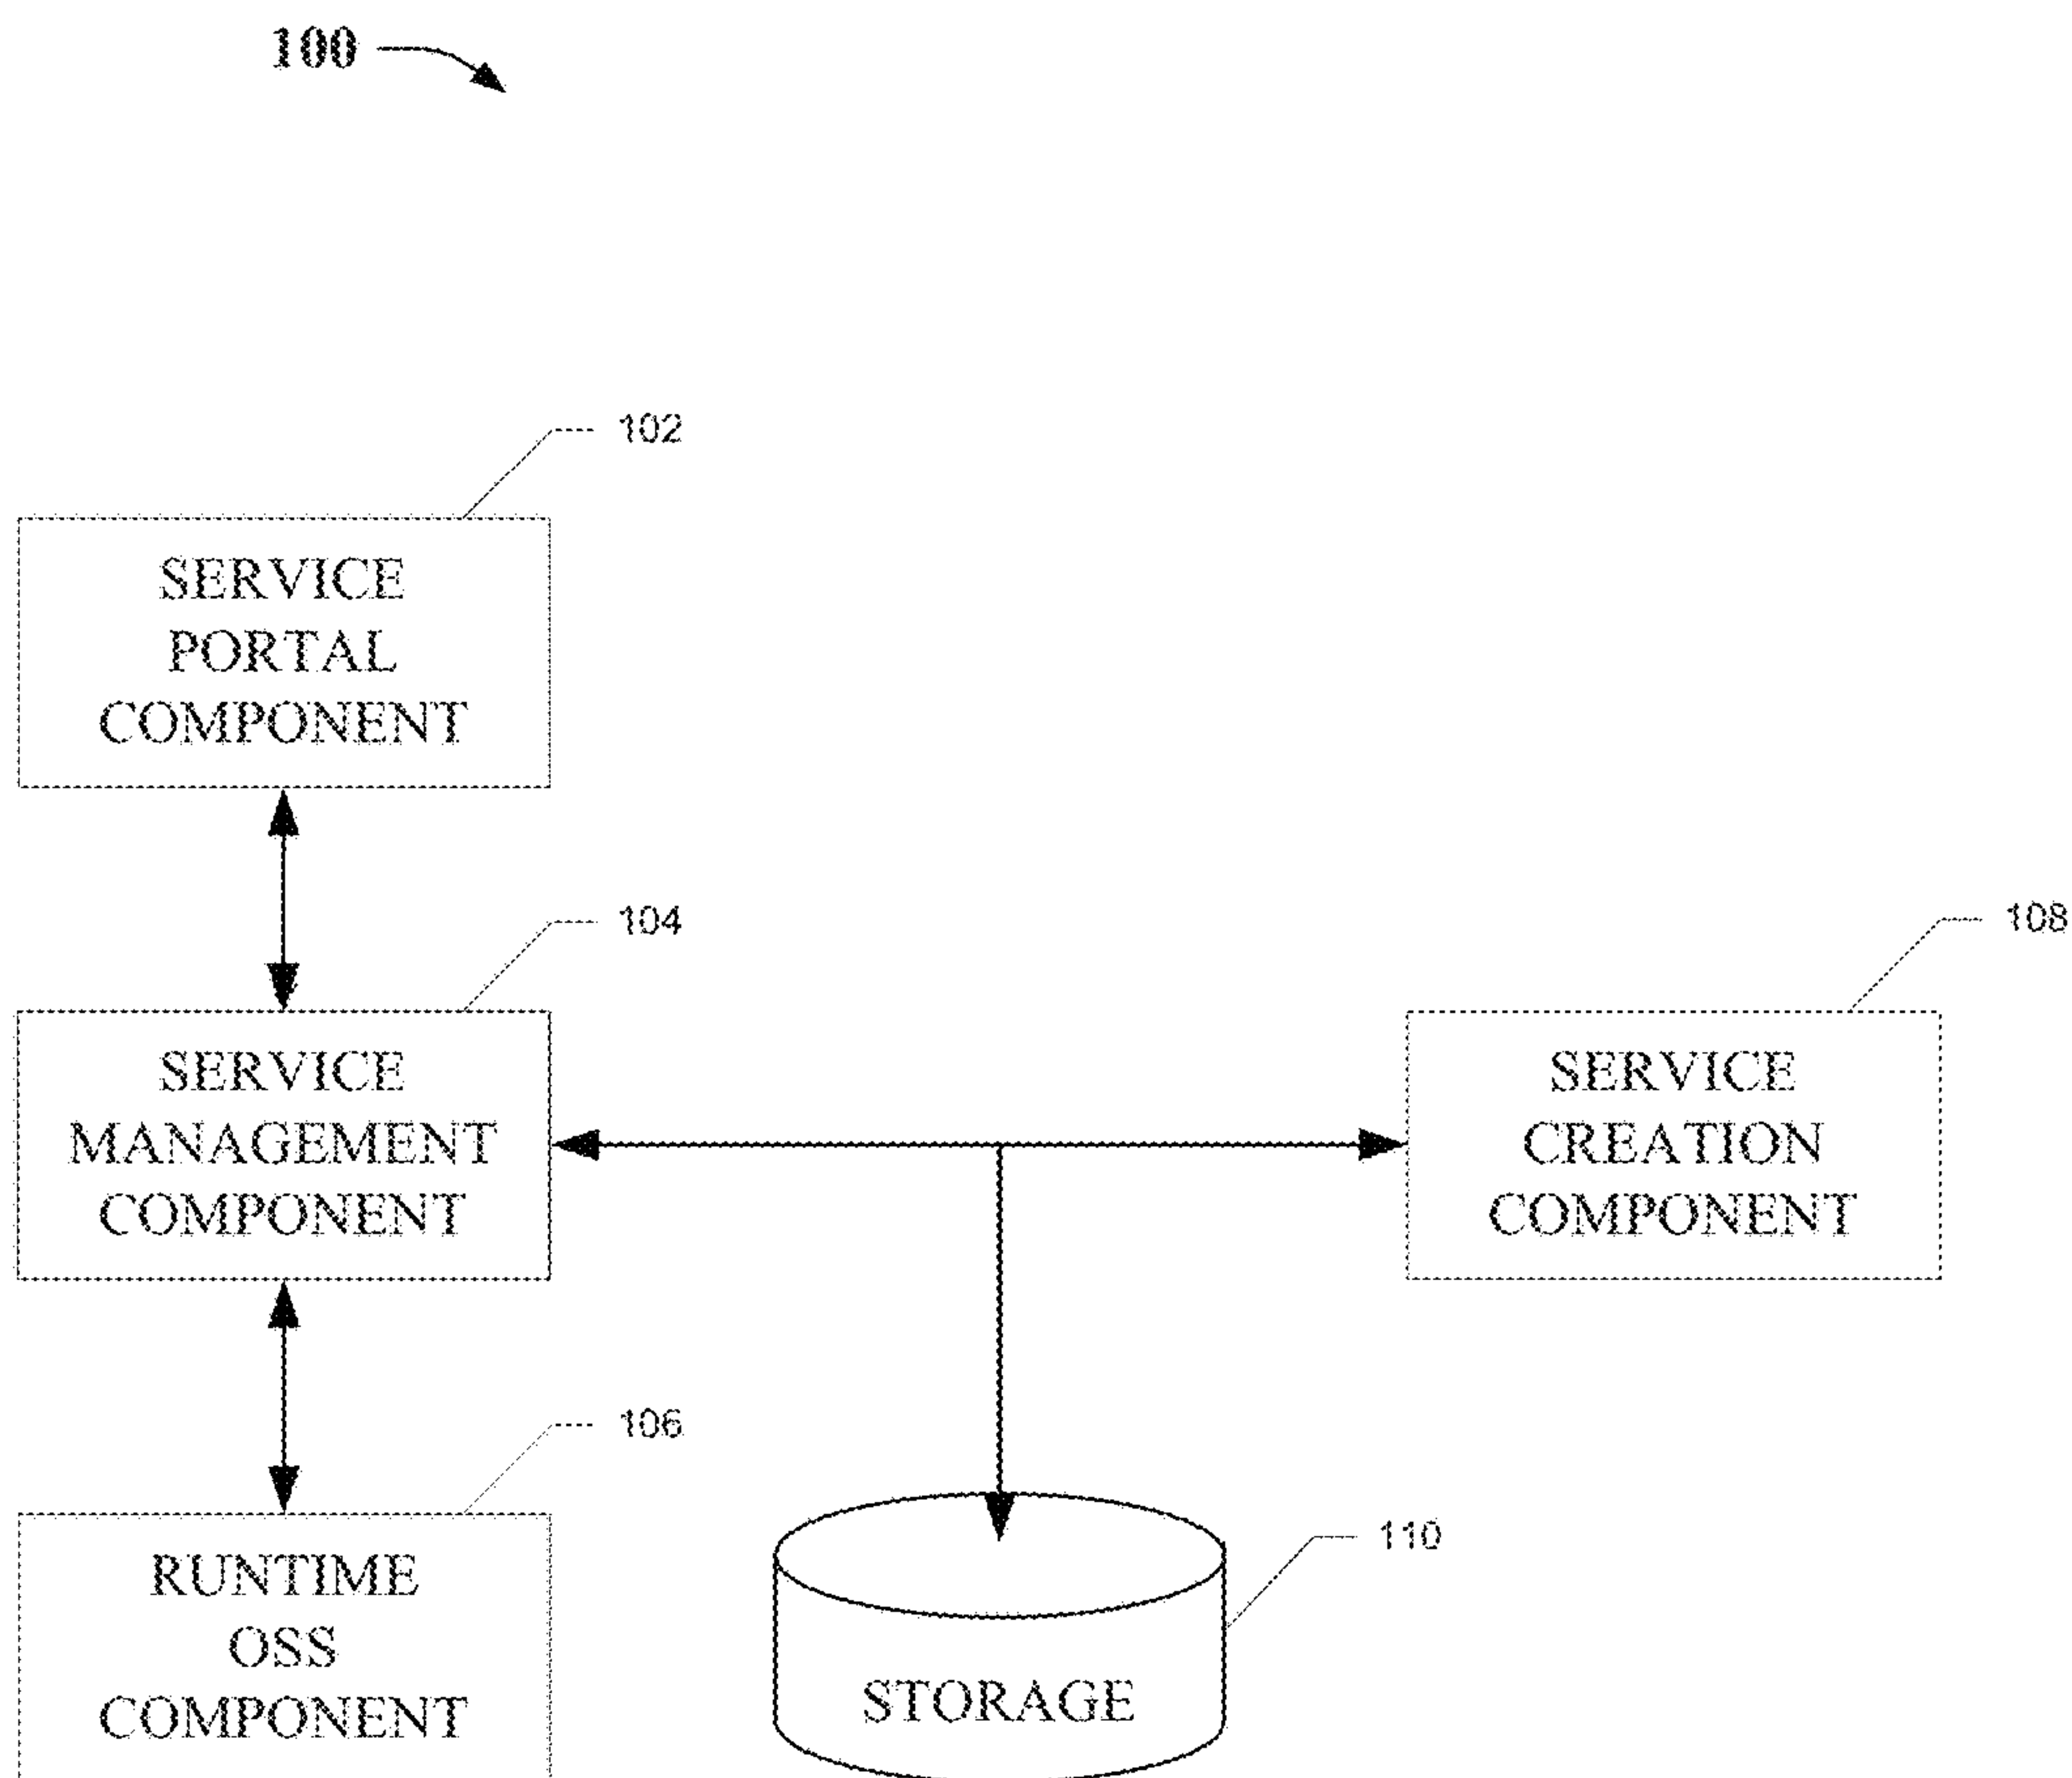 100
102
SERVICE
PORTAL
COMPONENT
104
108
SERVICE
MANAGEMENT
COMPONENT
SERVICE
CREATION
COMPONENT
106
110
RUNTIME
OSS
COMPONENT
STORAGE